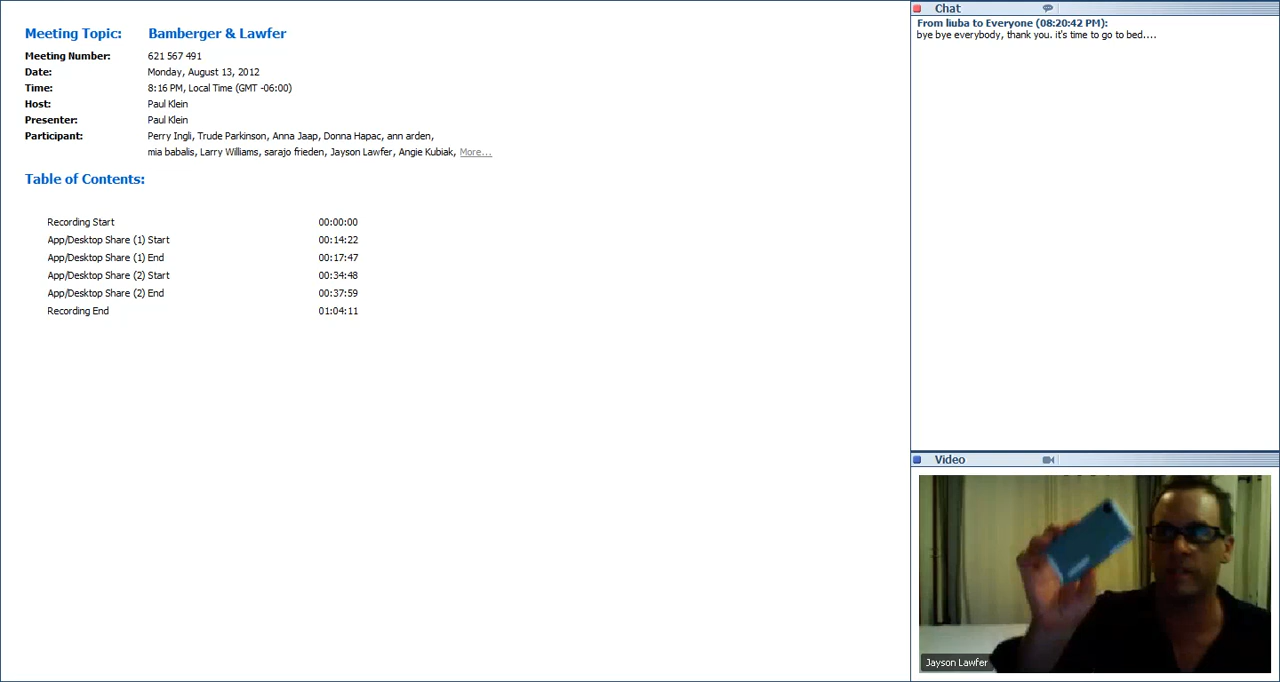 Meeting Topic: Bamberger & Lawfer
Meeting Number: 621 567 491
Date: Monday, August 13, 2012
Time: 8:16 PM, Local Time (GMT -06:00)
Host: Paul Klein
Presenter: Paul Klein
Participant: Perry Ingli, Trude Parkinson, Anna Jaap, Donna Hapac, ann arden,
mia babalis, Larry Williams, sarajo frieden, Jayson Lawfer, Angie Kubiak, More...
Table of Contents:
Recording Start 00:00:00
App/Desktop Share (1) Start 00:14:22
App/Desktop Share (1) End 00:17:47
App/Desktop Share (2) Start 00:34:48
App/Desktop Share (2) End 00:37:59
Recording End 01:04:11
Chat
From liuba to Everyone (08:20:42 PM):
bye bye everybody, thank you. it's time to go to bed....
Video
Jayson Lawfer